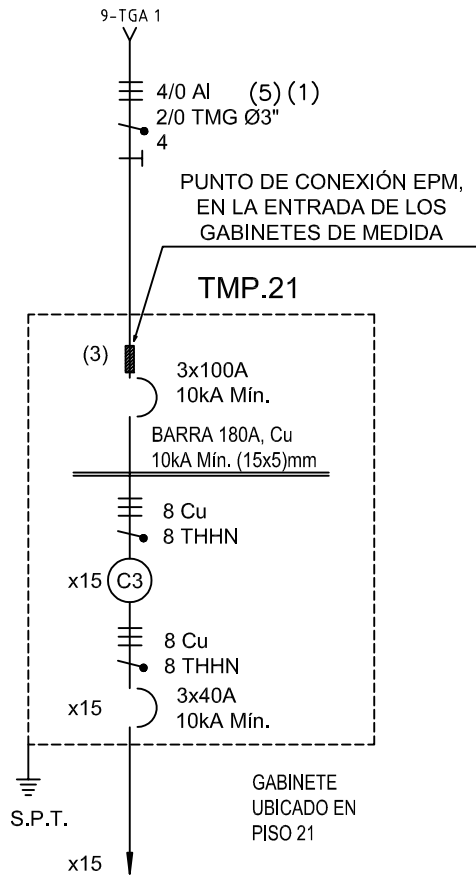 9-TGA 1
4/0 Al (5) (1)
2/0 TMG Ø3"
4
PUNTO DE CONEXIÓN EPM,
EN LA ENTRADA DE LOS
GABINETES DE MEDIDA
TMP.21
(3)
3x100A
10kA Mín.
BARRA 180A, Cu
10kA Mín. (15x5)mm
8 Cu
8 THHN
x15 C3
8 Cu
8 THHN
x15 3x40A
10kA Mín.
S.P.T.
GABINETE
UBICADO EN
PISO 21
x15